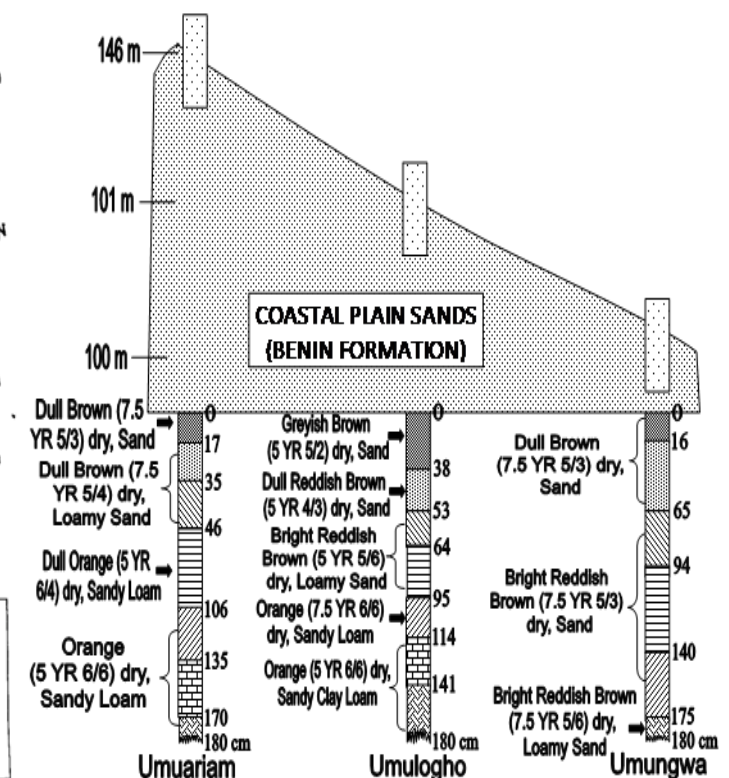 146 m
101 m
100 m
COASTAL PLAIN SANDS
(BENIN FORMATION)
Dull Brown (7.5
YR 5/3) dry, Sand
Dull Brown (7.5
YR 5/4) dry,
Loamy Sand
Dull Orange (5 YR
6/4) dry, Sandy Loam
Orange
(5 YR 6/6) dry,
Sandy Loam
0
17
35
46
106
135
170
180 cm
Umuariam
Greyish Brown
(5 YR 5/2) dry, Sand
Dull Reddish Brown
(5 YR 4/3) dry, Sand
Bright Reddish
Brown (5 YR 5/6)
dry, Loamy Sand
Orange (7.5 YR 6/6)
dry, Sandy Loam
Orange (5 YR 6/6) dry,
Sandy Clay Loam
0
38
53
64
95
114
141
180 cm
Umulogho
Dull Brown
(7.5 YR 5/3) dry,
Sand
Bright Reddish
Brown (7.5 YR 5/3)
dry, Sand
Bright Reddish Brown
(7.5 YR 5/6) dry,
Loamy Sand
0
16
65
94
140
175
180 cm
Umungwa